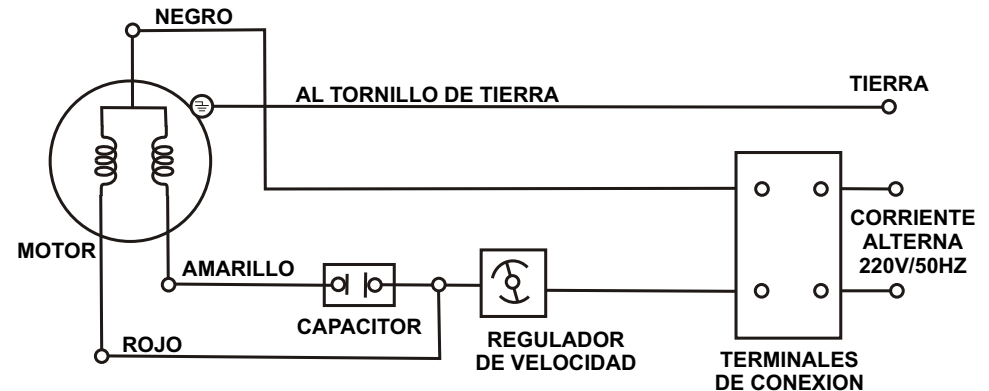 NEGRO
AL TORNILLO DE TIERRA
TIERRA
MOTOR
AMARILLO
ROJO
CAPACITOR
REGULADOR
DE VELOCIDAD
CORRIENTE
ALTERNA
220V/50HZ
TERMINALES
DE CONEXION